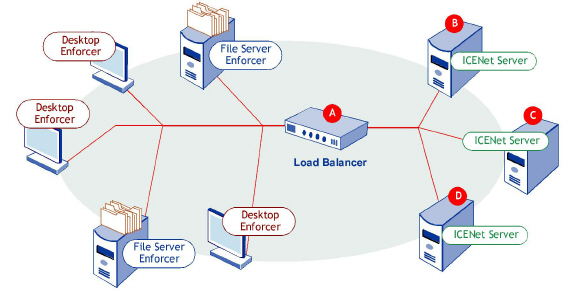 Desktop
Enforcer
File Server
Enforcer
B
ICENet Server
Desktop
Enforcer
A
Load Balancer
C
ICENet Server
D
ICENet Server
File Server
Enforcer
Desktop
Enforcer